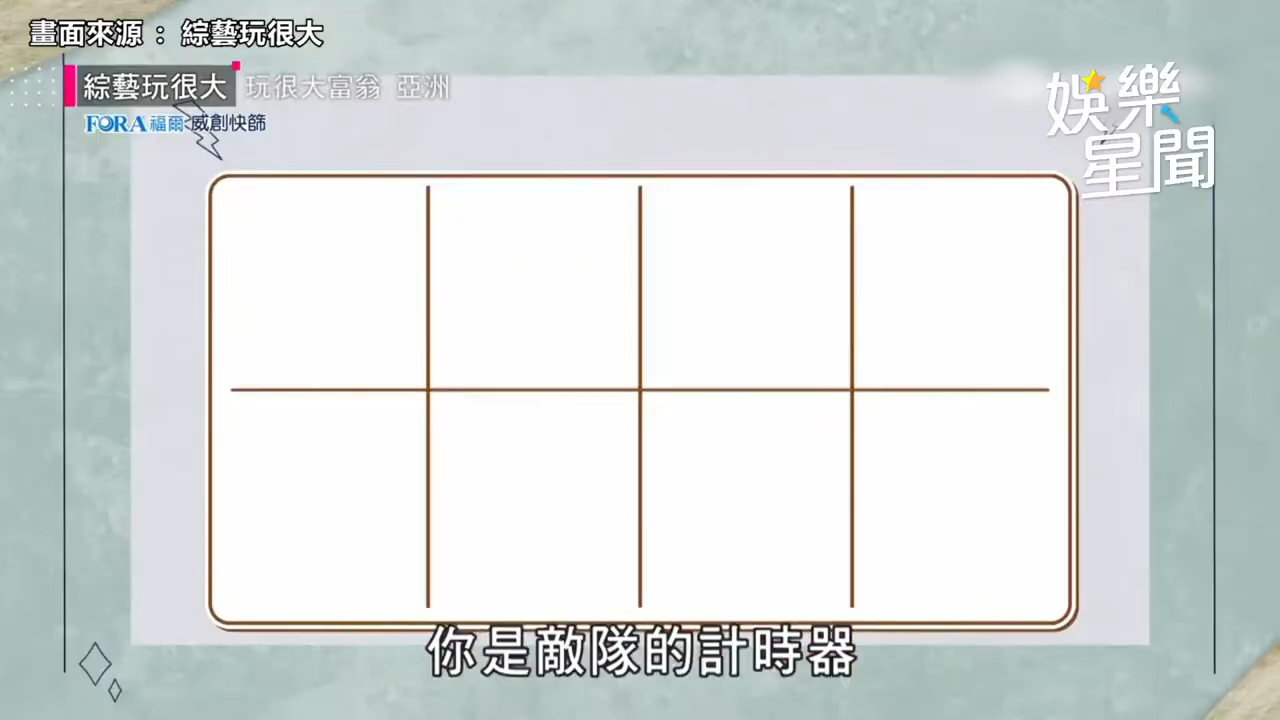 畫面來源： 綜藝玩很大
綜藝玩很大 玩很大富翁 亞洲
FORA福爾 威創快篩
娛樂
星聞
你是敵隊的計時器